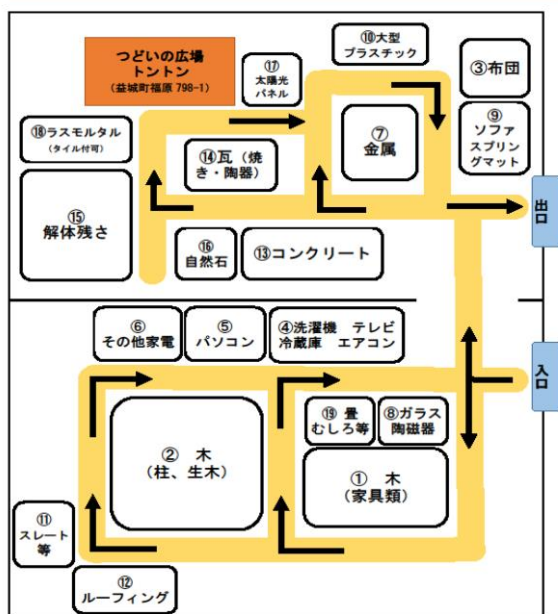 つどいの広場
トントン
(益城町福原 798-1)
⑰
太陽光
パネル
⑩大型
プラスチック
③布団
⑱ラスモルタル
(タイル付可)
⑭瓦（焼
き・陶器）
⑦
金属
⑨
ソファ
スプリン
グマット
⑮
解体残さ
⑯
自然石
⑬コンクリート
出口
⑥
その他家電
⑤
パソコン
④洗濯機　テレビ
冷蔵庫　エアコン
入口
②　木
（柱、生木）
⑲ 畳
むしろ等
⑧ガラス
陶磁器
①　木
（家具類）
⑪
スレート
等
⑫
ルーフィング